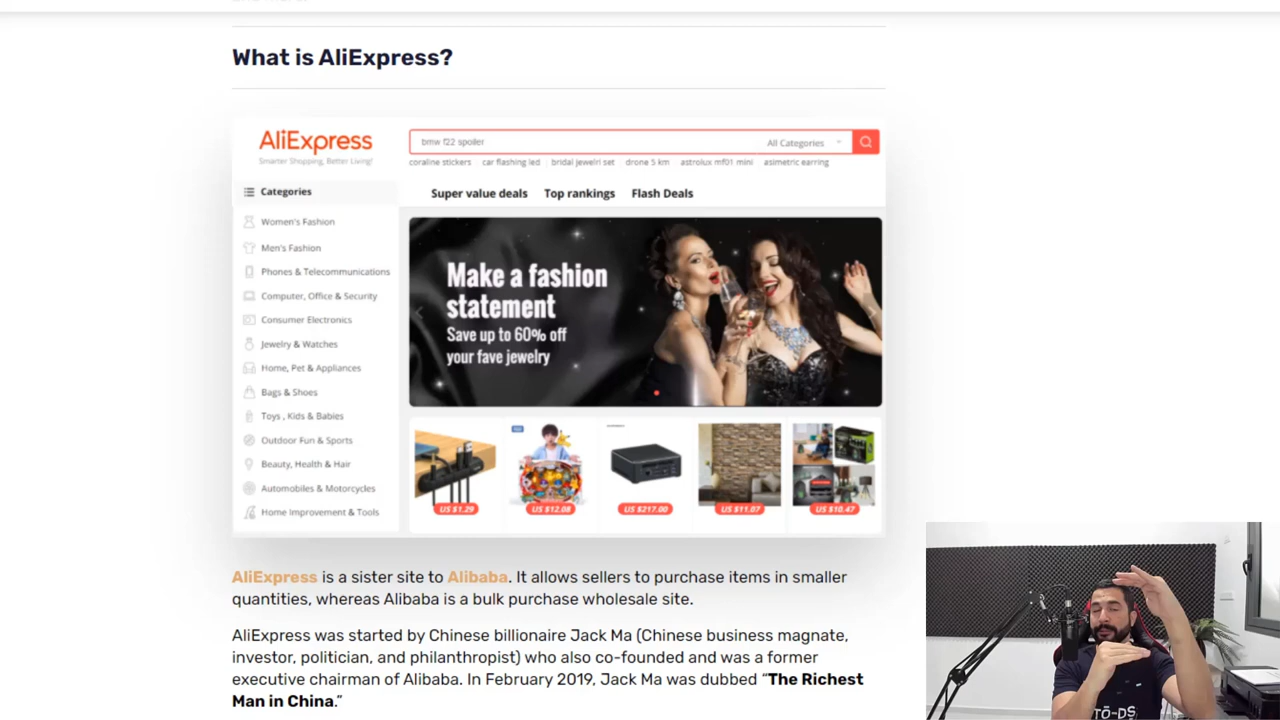 What is AliExpress?
AliExpress
Smarter Shopping, Better Living!
bmw f22 spoiler
All Categories
coraline stickers
car flashing led
bridal jewelri set
drone 5 km
astrolux mf01 mini
asimetric earring
Categories
Super value deals
Top rankings
Flash Deals
Women's Fashion
Men's Fashion
Phones & Telecommunications
Computer, Office & Security
Consumer Electronics
Jewelry & Watches
Home, Pet & Appliances
Bags & Shoes
Toys , Kids & Babies
Outdoor Fun & Sports
Beauty, Health & Hair
Automobiles & Motorcycles
Home Improvement & Tools
Make a fashion
statement
Save up to 60% off
your fave jewelry
US $1.29
US $12.08
US $217.00
US $11.07
US $10.47
AliExpress is a sister site to Alibaba. It allows sellers to purchase items in smaller
quantities, whereas Alibaba is a bulk purchase wholesale site.
AliExpress was started by Chinese billionaire Jack Ma (Chinese business magnate,
investor, politician, and philanthropist) who also co-founded and was a former
executive chairman of Alibaba. In February 2019, Jack Ma was dubbed “The Richest
Man in China.”
TŌ-DS